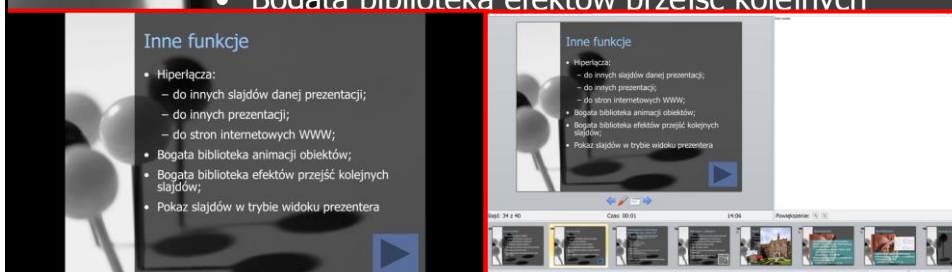 • Bogata biblioteka efektów przejść kolejnych
Inne funkcje
• Hiperłącza:
– do innych slajdów danej prezentacji;
– do innych prezentacji;
– do stron internetowych WWW;
• Bogata biblioteka animacji obiektów;
• Bogata biblioteka efektów przejść kolejnych
slajdów;
• Pokaz slajdów w trybie widoku prezentera
Inne funkcje
• Hiperłącza:
– do innych slajdów danej prezentacji;
– do innych prezentacji;
– do stron internetowych WWW;
• Bogata biblioteka animacji obiektów;
• Bogata biblioteka efektów przejść kolejnych
slajdów;
• Pokaz slajdów w trybie widoku prezentera
Slajd: 34 z 40 Czas: 00:01 14:06 Powiększenie: